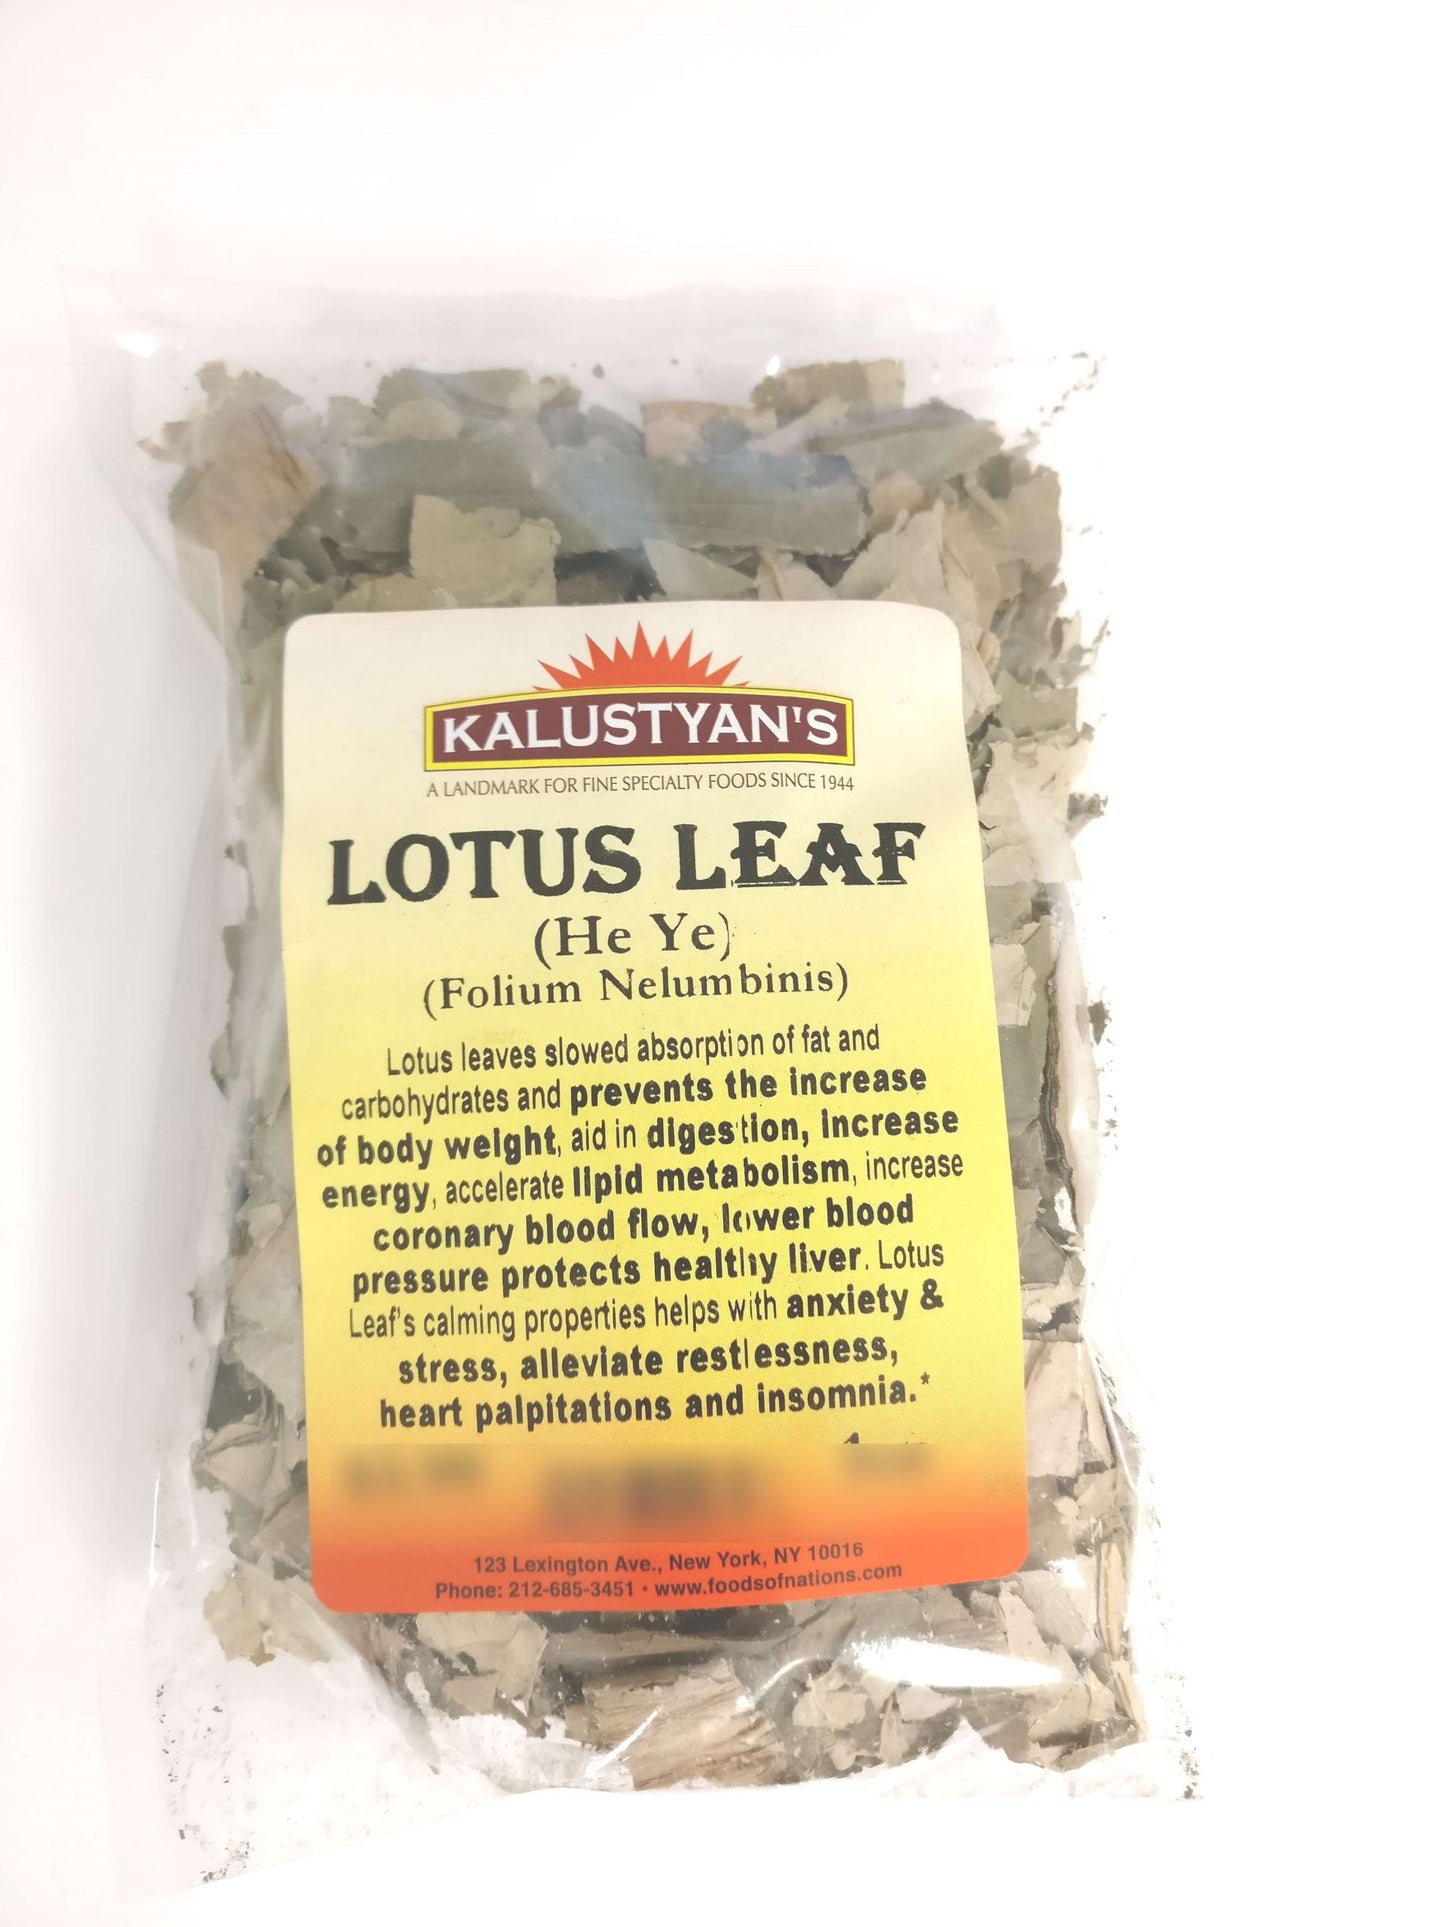 KALUSTYAN'S
A LANDMARK FOR FINE SPECIALTY FOODS SINCE 1944
LOTUS LEAF
(He Ye)
(Folium Nelumbinis)
Lotus leaves slowed absorption of fat and
carbohydrates and prevents the increase
of body weight, aid in digestion, increase
energy, accelerate lipid metabolism, increase
coronary blood flow, lower blood
pressure protects healthy liver. Lotus
Leaf's calming properties helps with anxiety &
stress, alleviate restlessness,
heart palpitations and insomnia.*
123 Lexington Ave., New York, NY 10016
Phone: 212-685-3451 • www.foodsofnations.com